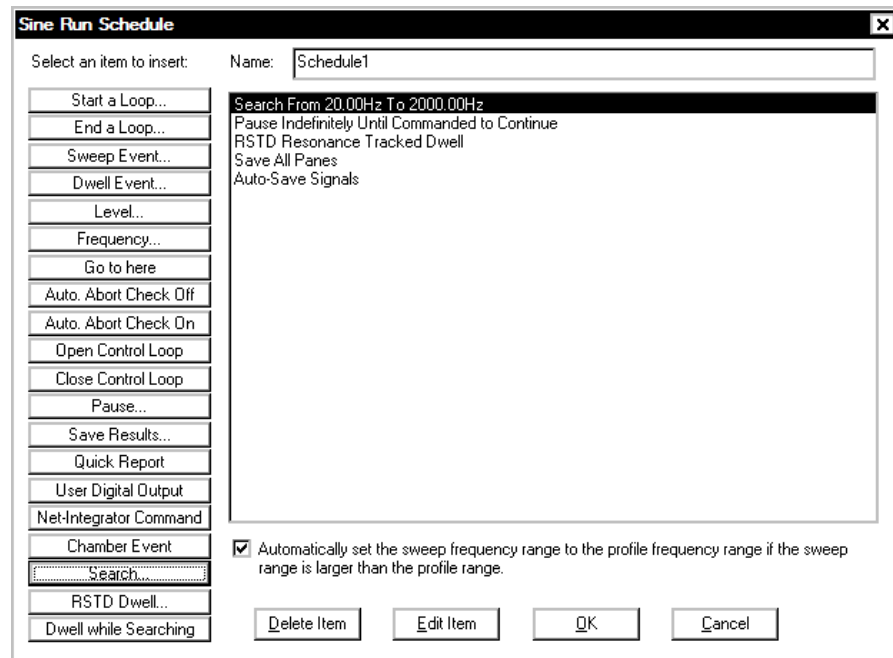 Sine Run Schedule
Select an item to insert:
Name:
Schedule1
Start a Loop...
End a Loop...
Sweep Event...
Dwell Event...
Level...
Frequency...
Go to here
Auto. Abort Check Off
Auto. Abort Check On
Open Control Loop
Close Control Loop
Pause...
Save Results...
Quick Report
User Digital Output
Net-Integrator Command
Chamber Event
Search...
RSTD Dwell...
Dwell while Searching
Search From 20.00Hz To 2000.00Hz
Pause Indefinitely Until Commanded to Continue
RSTD Resonance Tracked Dwell
Save All Panes
Auto-Save Signals
Automatically set the sweep frequency range to the profile frequency range if the sweep
range is larger than the profile range.
Delete Item
Edit Item
OK
Cancel